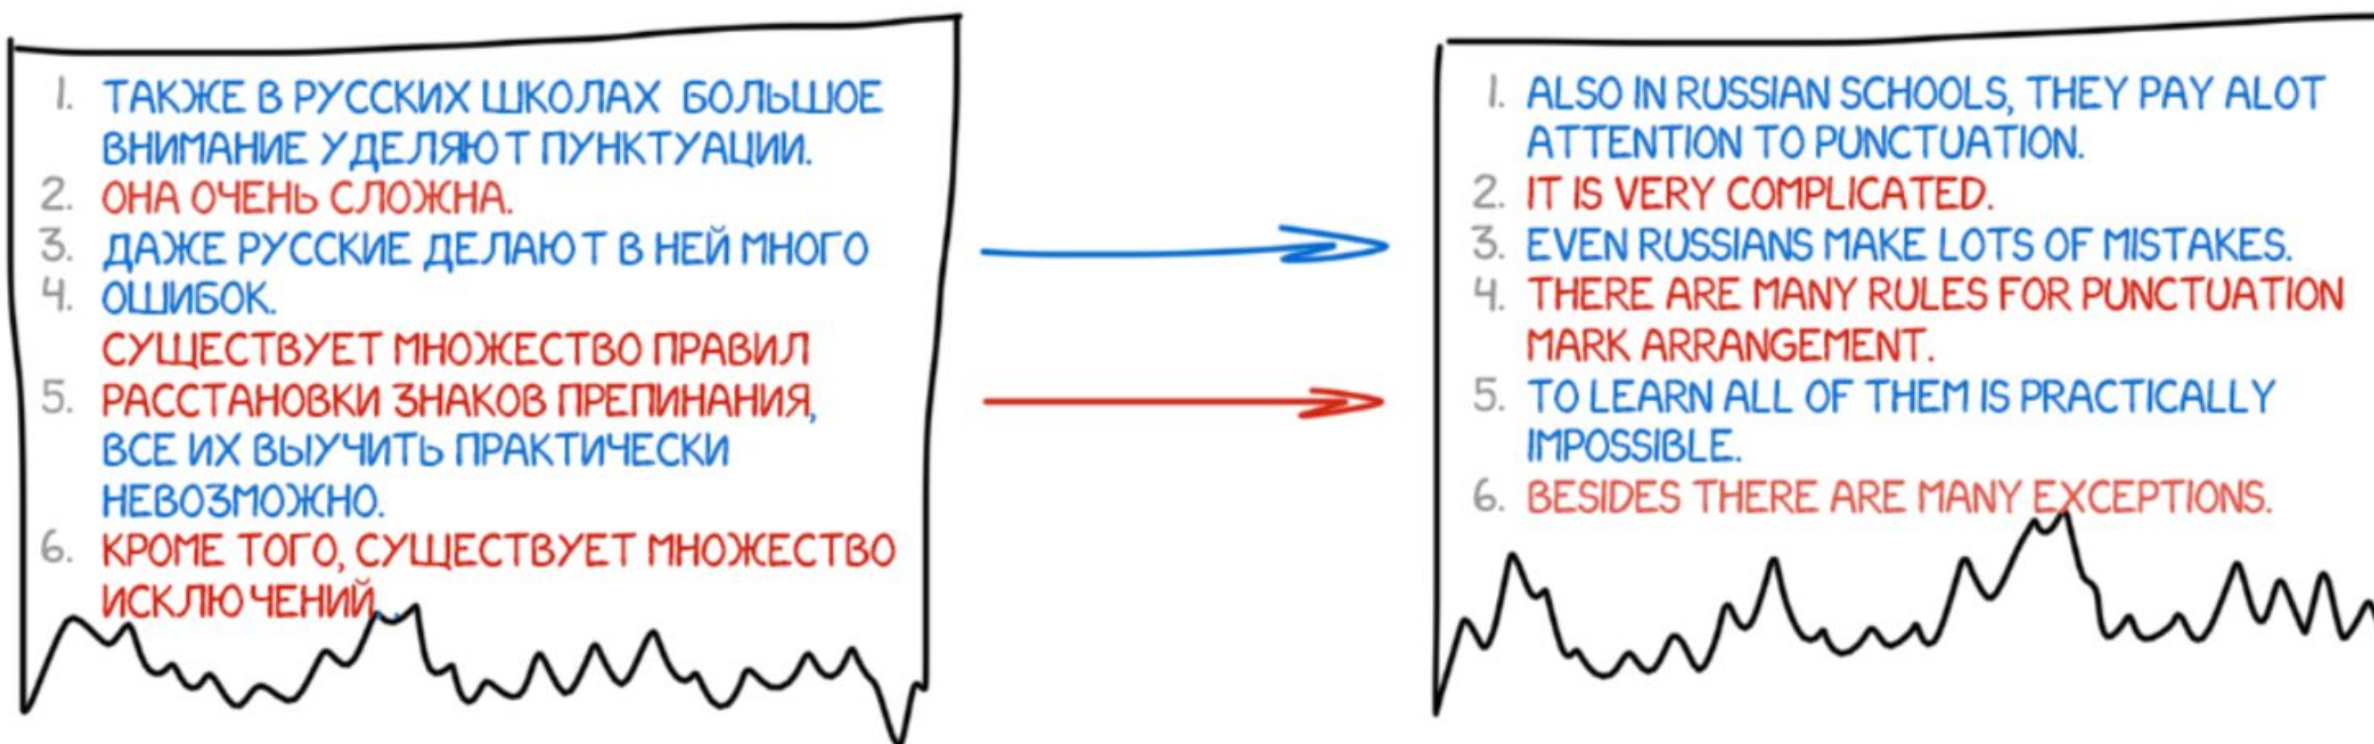 1. ТАКЖЕ В РУССКИХ ШКОЛАХ БОЛЬШОЕ
ВНИМАНИЕ УДЕЛЯЮТ ПУНКТУАЦИИ.
2. ОНА ОЧЕНЬ СЛОЖНА.
3. ДАЖЕ РУССКИЕ ДЕЛАЮТ В НЕЙ МНОГО
4. ОШИБОК.
СУЩЕСТВУЕТ МНОЖЕСТВО ПРАВИЛ
5. РАССТАНОВКИ ЗНАКОВ ПРЕПИНАНИЯ,
ВСЕ ИХ ВЫУЧИТЬ ПРАКТИЧЕСКИ
НЕВОЗМОЖНО.
6. КРОМЕ ТОГО, СУЩЕСТВУЕТ МНОЖЕСТВО
ИСКЛЮЧЕНИЙ...
1. ALSO IN RUSSIAN SCHOOLS, THEY PAY ALOT
ATTENTION TO PUNCTUATION.
2. IT IS VERY COMPLICATED.
3. EVEN RUSSIANS MAKE LOTS OF MISTAKES.
4. THERE ARE MANY RULES FOR PUNCTUATION
MARK ARRANGEMENT.
5. TO LEARN ALL OF THEM IS PRACTICALLY
IMPOSSIBLE.
6. BESIDES THERE ARE MANY EXCEPTIONS.